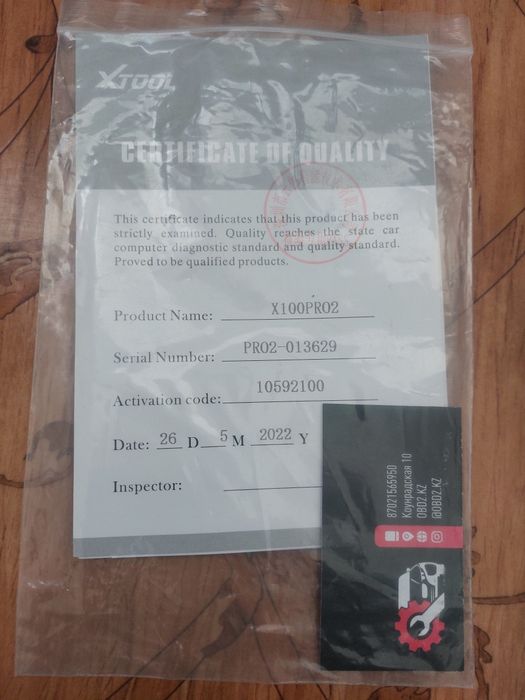 XTOOL
CERTIFICATE OF QUALITY
This certificate indicates that this product has been
strictly examined. Quality reaches the state car
computer diagnostic standard and quality standard.
Proved to be qualified products.
Product Name: X100PRO2
Serial Number: PRO2-013629
Activation code: 10592100
Date: 26 D 5 M 2022 Y
Inspector:
87021565950
Коунрадская 10
OBD2.KZ
@OBD2.KZ